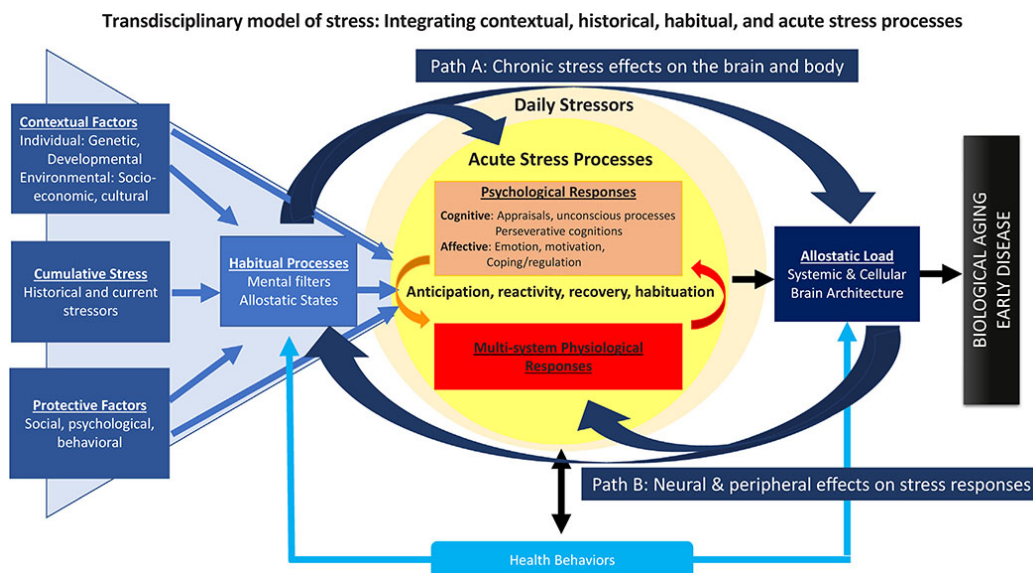 Transdisciplinary model of stress: Integrating contextual, historical, habitual, and acute stress processes
Path A: Chronic stress effects on the brain and body
Contextual Factors
Individual: Genetic,
Developmental
Environmental: Socio-
economic, cultural
Cumulative Stress
Historical and current
stressors
Protective Factors
Social, psychological,
behavioral
Habitual Processes
Mental filters
Allostatic States
Daily Stressors
Acute Stress Processes
Psychological Responses
Cognitive: Appraisals, unconscious processes
Perseverative cognitions
Affective: Emotion, motivation,
Coping/regulation
Anticipation, reactivity, recovery, habituation
Multi-system Physiological
Responses
Allostatic Load
Systemic & Cellular
Brain Architecture
BIOLOGICAL AGING
EARLY DISEASE
Path B: Neural & peripheral effects on stress responses
Health Behaviors